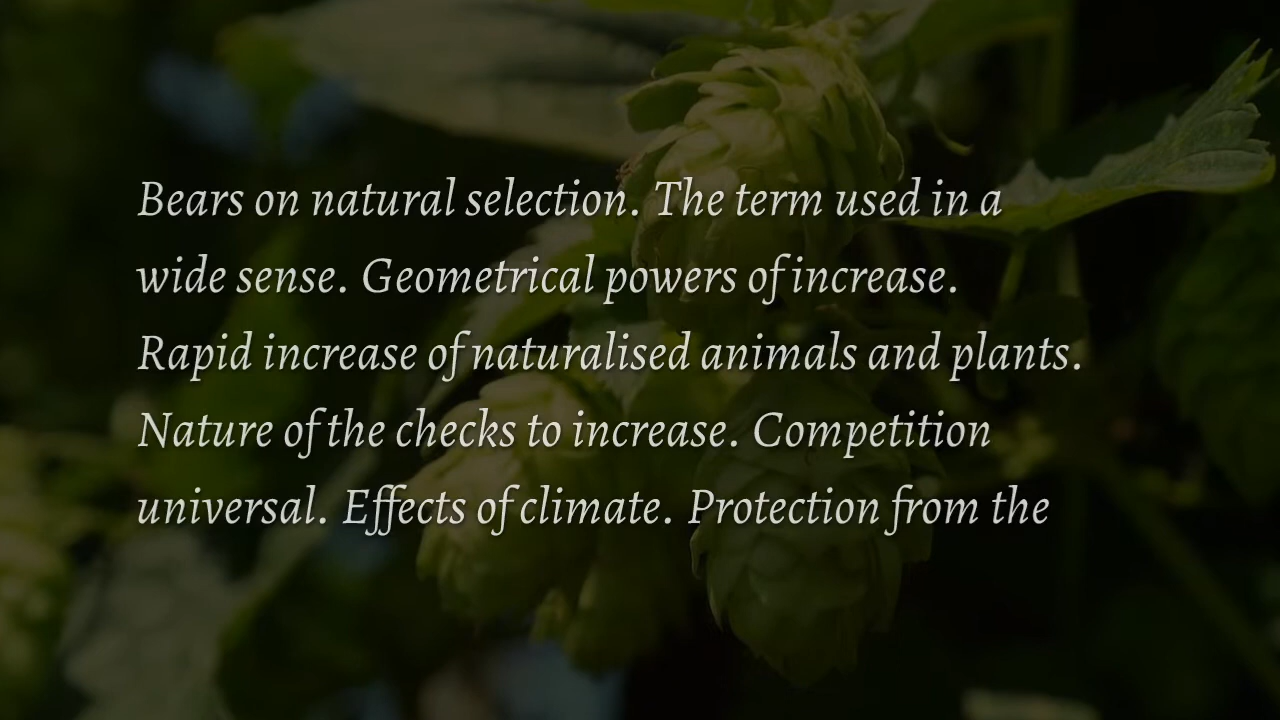 Bears on natural selection. The term used in a
wide sense. Geometrical powers of increase.
Rapid increase of naturalised animals and plants.
Nature of the checks to increase. Competition
universal. Effects of climate. Protection from the